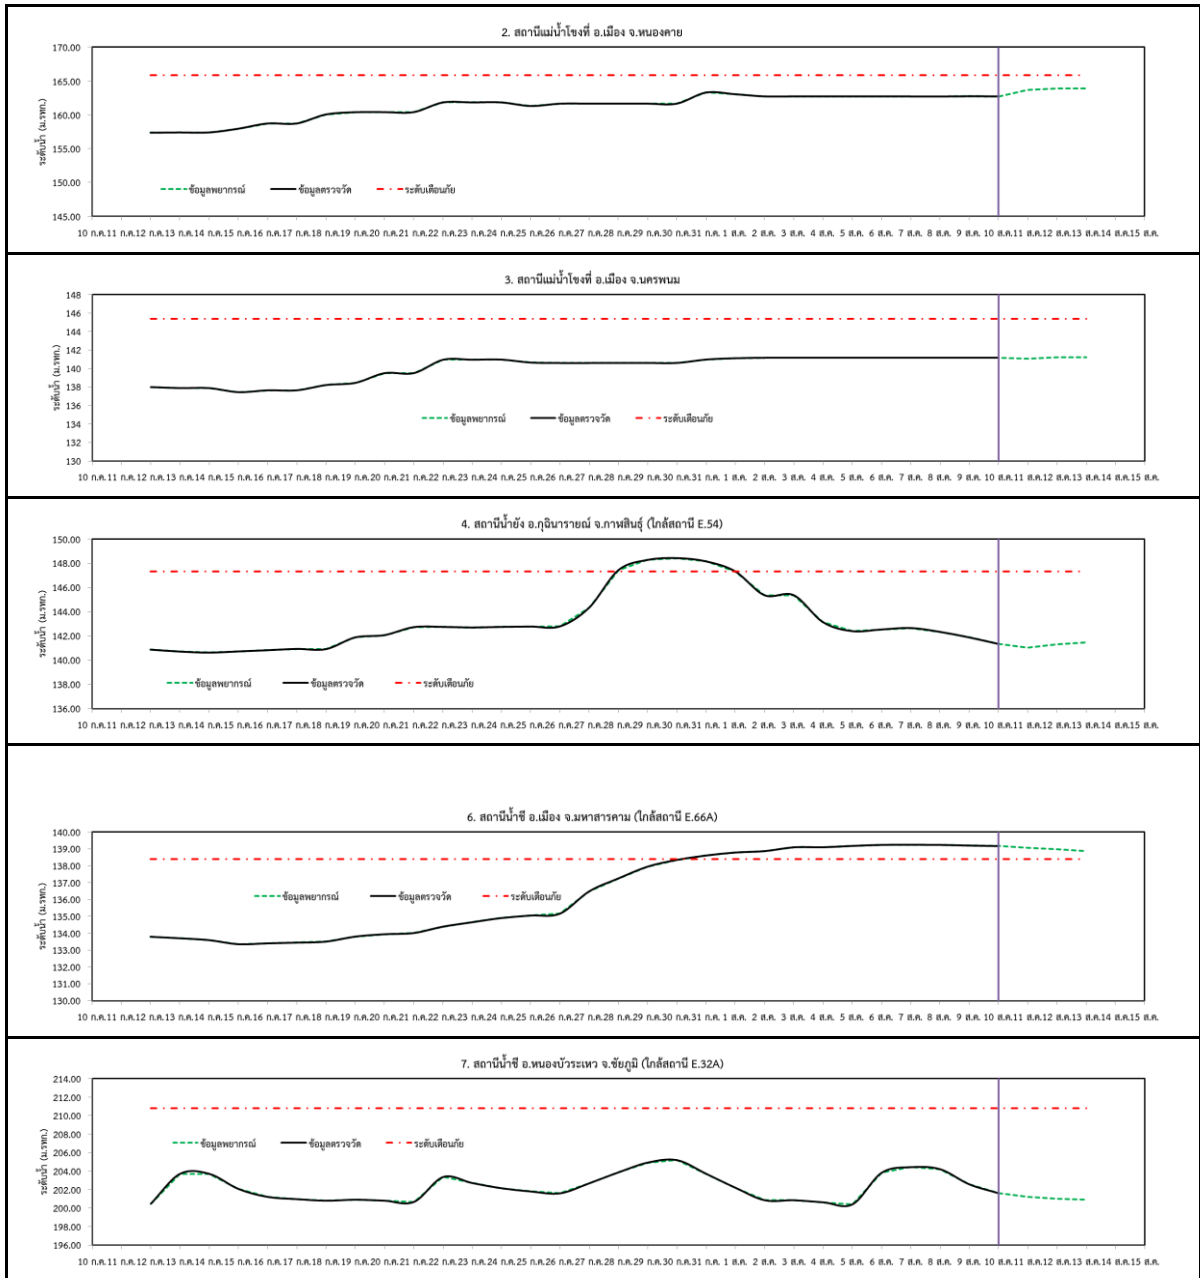 2. สถานีแม่น้ำโขงที่ อ.เมือง จ.หนองคาย
170.00
165.00
160.00
155.00
150.00
145.00
ระดับน้ำ (ม.รทก.)
ข้อมูลพยากรณ์ ข้อมูลตรวจวัด ระดับเตือนภัย
10 ก.ค.11 ก.ค.12 ก.ค.13 ก.ค.14 ก.ค.15 ก.ค.16 ก.ค.17 ก.ค.18 ก.ค.19 ก.ค.20 ก.ค.21 ก.ค.22 ก.ค.23 ก.ค.24 ก.ค.25 ก.ค.26 ก.ค.27 ก.ค.28 ก.ค.29 ก.ค.30 ก.ค.31 ก.ค. 1 ส.ค. 2 ส.ค. 3 ส.ค. 4 ส.ค. 5 ส.ค. 6 ส.ค. 7 ส.ค. 8 ส.ค. 9 ส.ค. 10 ส.ค.11 ส.ค.12 ส.ค.13 ส.ค.14 ส.ค.15 ส.ค.
3. สถานีแม่น้ำโขงที่ อ.เมือง จ.นครพนม
148
146
144
142
140
138
136
134
132
130
ระดับน้ำ (ม.รทก.)
ข้อมูลพยากรณ์ ข้อมูลตรวจวัด ระดับเตือนภัย
10 ก.ค.11 ก.ค.12 ก.ค.13 ก.ค.14 ก.ค.15 ก.ค.16 ก.ค.17 ก.ค.18 ก.ค.19 ก.ค.20 ก.ค.21 ก.ค.22 ก.ค.23 ก.ค.24 ก.ค.25 ก.ค.26 ก.ค.27 ก.ค.28 ก.ค.29 ก.ค.30 ก.ค.31 ก.ค. 1 ส.ค. 2 ส.ค. 3 ส.ค. 4 ส.ค. 5 ส.ค. 6 ส.ค. 7 ส.ค. 8 ส.ค. 9 ส.ค. 10 ส.ค.11 ส.ค.12 ส.ค.13 ส.ค.14 ส.ค.15 ส.ค.
4. สถานีน้ำยัง อ.กุฉินารายณ์ จ.กาฬสินธุ์ (ใกล้สถานี E.54)
150.00
148.00
146.00
144.00
142.00
140.00
138.00
136.00
ระดับน้ำ (ม.รทก.)
ข้อมูลพยากรณ์ ข้อมูลตรวจวัด ระดับเตือนภัย
10 ก.ค.11 ก.ค.12 ก.ค.13 ก.ค.14 ก.ค.15 ก.ค.16 ก.ค.17 ก.ค.18 ก.ค.19 ก.ค.20 ก.ค.21 ก.ค.22 ก.ค.23 ก.ค.24 ก.ค.25 ก.ค.26 ก.ค.27 ก.ค.28 ก.ค.29 ก.ค.30 ก.ค.31 ก.ค. 1 ส.ค. 2 ส.ค. 3 ส.ค. 4 ส.ค. 5 ส.ค. 6 ส.ค. 7 ส.ค. 8 ส.ค. 9 ส.ค. 10 ส.ค.11 ส.ค.12 ส.ค.13 ส.ค.14 ส.ค.15 ส.ค.
6. สถานีน้ำชี อ.เมือง จ.มหาสารคาม (ใกล้สถานี E.66A)
140.00
139.00
138.00
137.00
136.00
135.00
134.00
133.00
132.00
131.00
130.00
ระดับน้ำ (ม.รทก.)
ข้อมูลพยากรณ์ ข้อมูลตรวจวัด ระดับเตือนภัย
10 ก.ค.11 ก.ค.12 ก.ค.13 ก.ค.14 ก.ค.15 ก.ค.16 ก.ค.17 ก.ค.18 ก.ค.19 ก.ค.20 ก.ค.21 ก.ค.22 ก.ค.23 ก.ค.24 ก.ค.25 ก.ค.26 ก.ค.27 ก.ค.28 ก.ค.29 ก.ค.30 ก.ค.31 ก.ค. 1 ส.ค. 2 ส.ค. 3 ส.ค. 4 ส.ค. 5 ส.ค. 6 ส.ค. 7 ส.ค. 8 ส.ค. 9 ส.ค. 10 ส.ค.11 ส.ค.12 ส.ค.13 ส.ค.14 ส.ค.15 ส.ค.
7. สถานีน้ำชี อ.หนองบัวระเหว จ.ชัยภูมิ (ใกล้สถานี E.32A)
214.00
212.00
210.00
208.00
206.00
204.00
202.00
200.00
198.00
196.00
ระดับน้ำ (ม.รทก.)
ข้อมูลพยากรณ์ ข้อมูลตรวจวัด ระดับเตือนภัย
10 ก.ค.11 ก.ค.12 ก.ค.13 ก.ค.14 ก.ค.15 ก.ค.16 ก.ค.17 ก.ค.18 ก.ค.19 ก.ค.20 ก.ค.21 ก.ค.22 ก.ค.23 ก.ค.24 ก.ค.25 ก.ค.26 ก.ค.27 ก.ค.28 ก.ค.29 ก.ค.30 ก.ค.31 ก.ค. 1 ส.ค. 2 ส.ค. 3 ส.ค. 4 ส.ค. 5 ส.ค. 6 ส.ค. 7 ส.ค. 8 ส.ค. 9 ส.ค. 10 ส.ค.11 ส.ค.12 ส.ค.13 ส.ค.14 ส.ค.15 ส.ค.